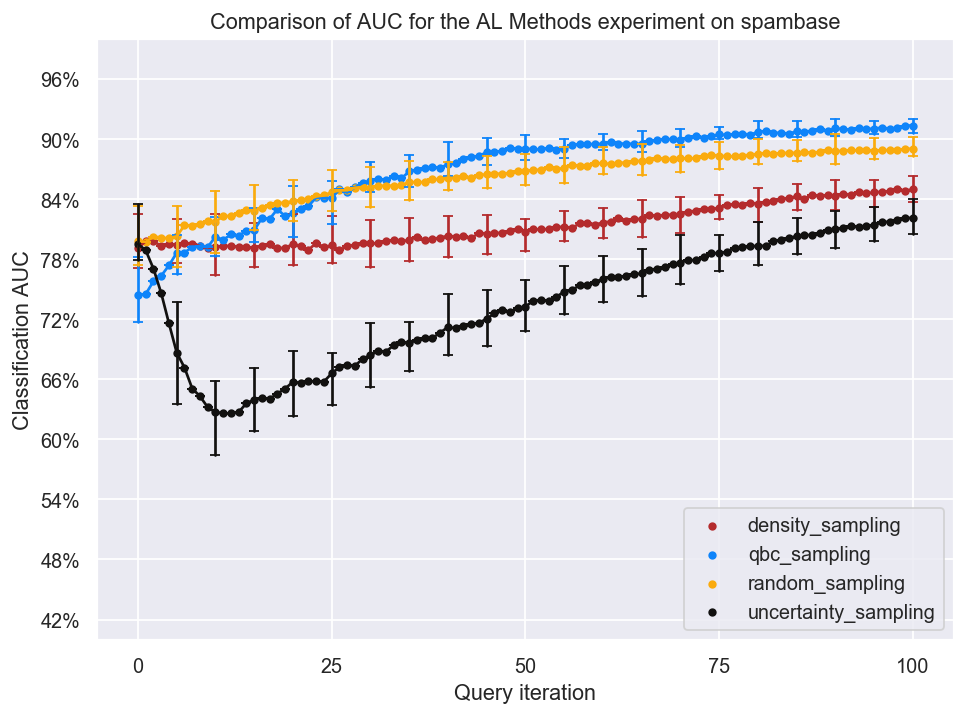 Comparison of AUC for the AL Methods experiment on spambase
96%
90%
84%
78%
72%
66%
60%
54%
48%
42%
Classification AUC
0 25 50 75 100
Query iteration
density_sampling
qbc_sampling
random_sampling
uncertainty_sampling